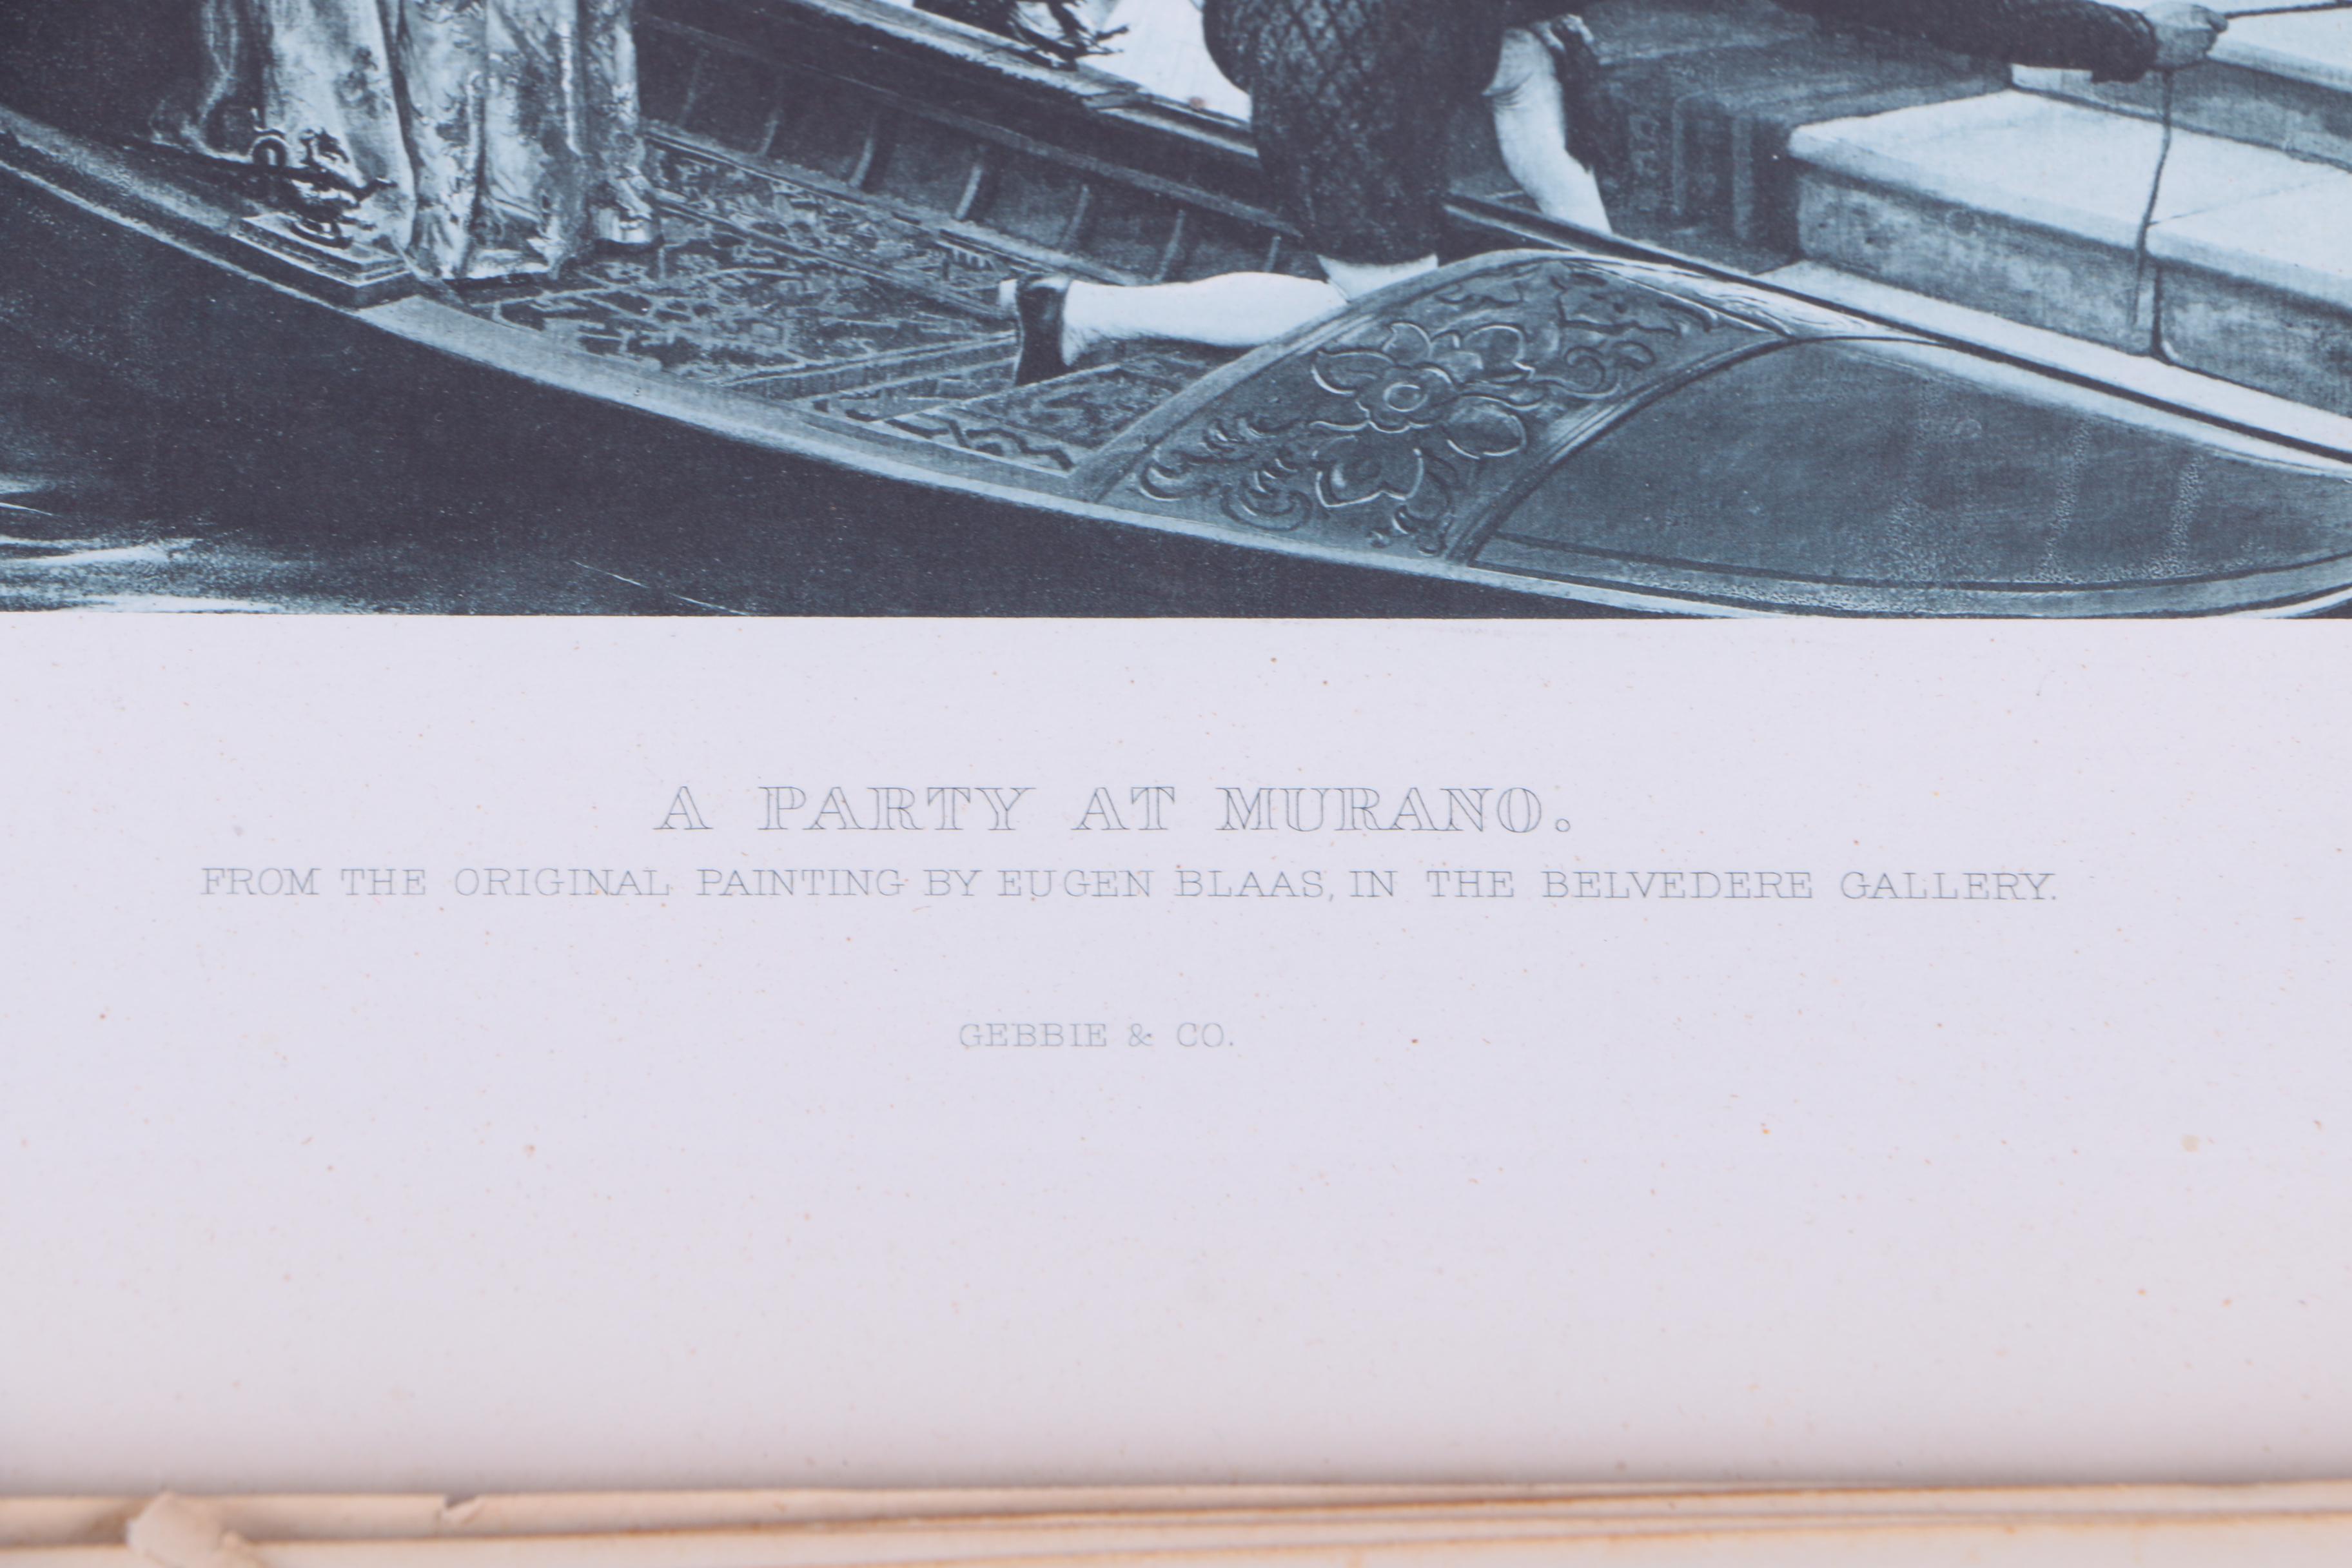 A PARTY AT MURANO.
FROM THE ORIGINAL PAINTING BY EUGEN BLAAS, IN THE BELVEDERE GALLERY.
GEBBIE & CO.